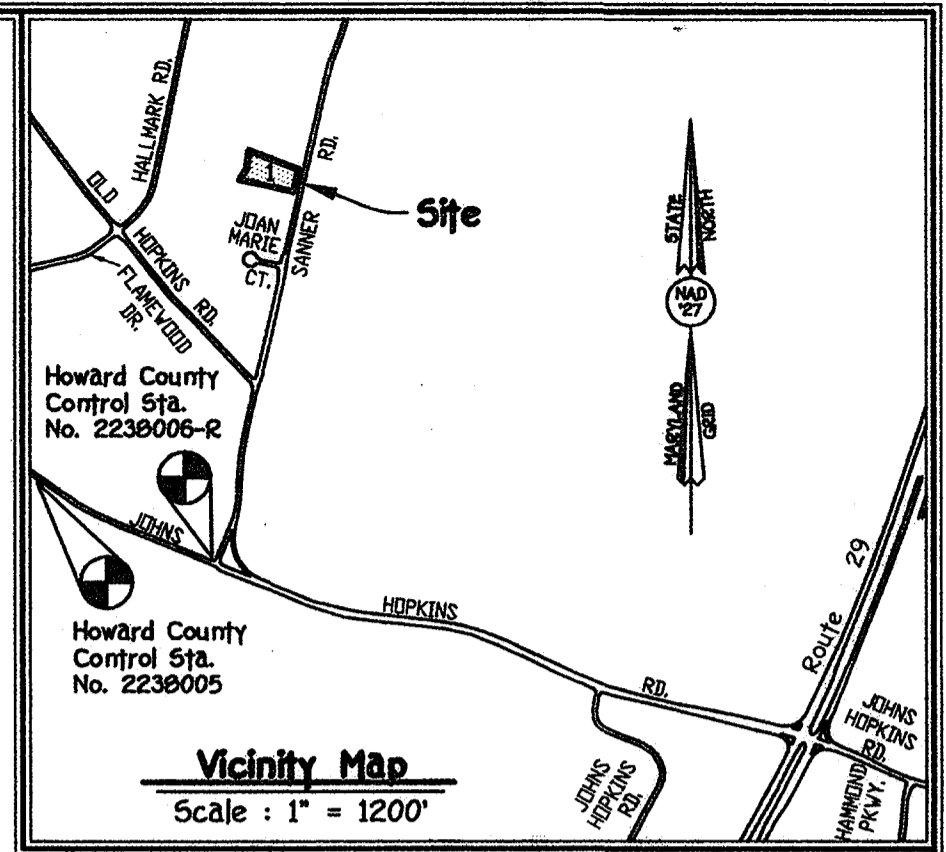 HALLMARK RD.
OLD
HOPKINS RD.
FLAMEWOOD
DR.
1
RD.
SANNER
Site
JOAN
MARIE
CT.
STATE
NORTH
NAD
'27
MARYLAND
GRID
Howard County
Control Sta.
No. 2238006-R
JOHNS
HOPKINS
RD.
Howard County
Control Sta.
No. 2238005
Route 29
JOHNS
HOPKINS
RD.
JOHNS
HOPKINS
RD.
HAMMOND
PKWY.
Vicinity Map
Scale : 1" = 1200'